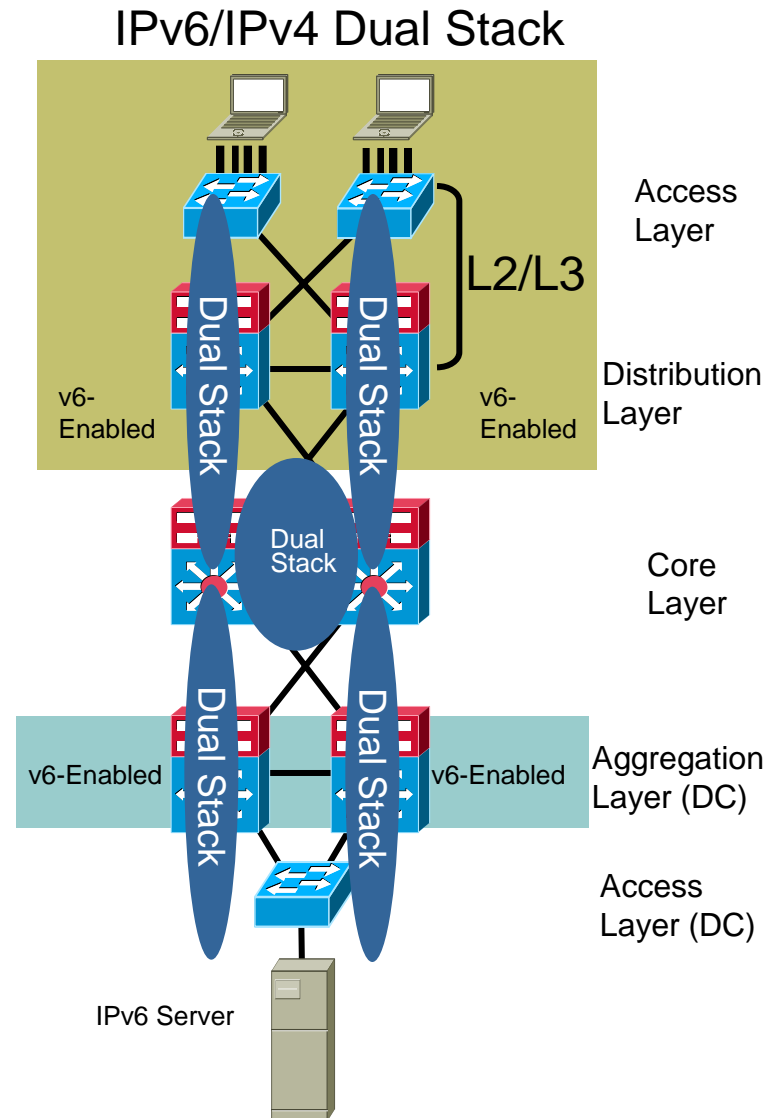 IPv6/IPv4 Dual Stack
Access
Layer
L2/L3
Dual Stack
Dual Stack
Distribution
Layer
v6-
Enabled
v6-
Enabled
Dual
Stack
Core
Layer
Dual Stack
Dual Stack
v6-Enabled
v6-Enabled
Aggregation
Layer (DC)
Access
Layer (DC)
IPv6 Server